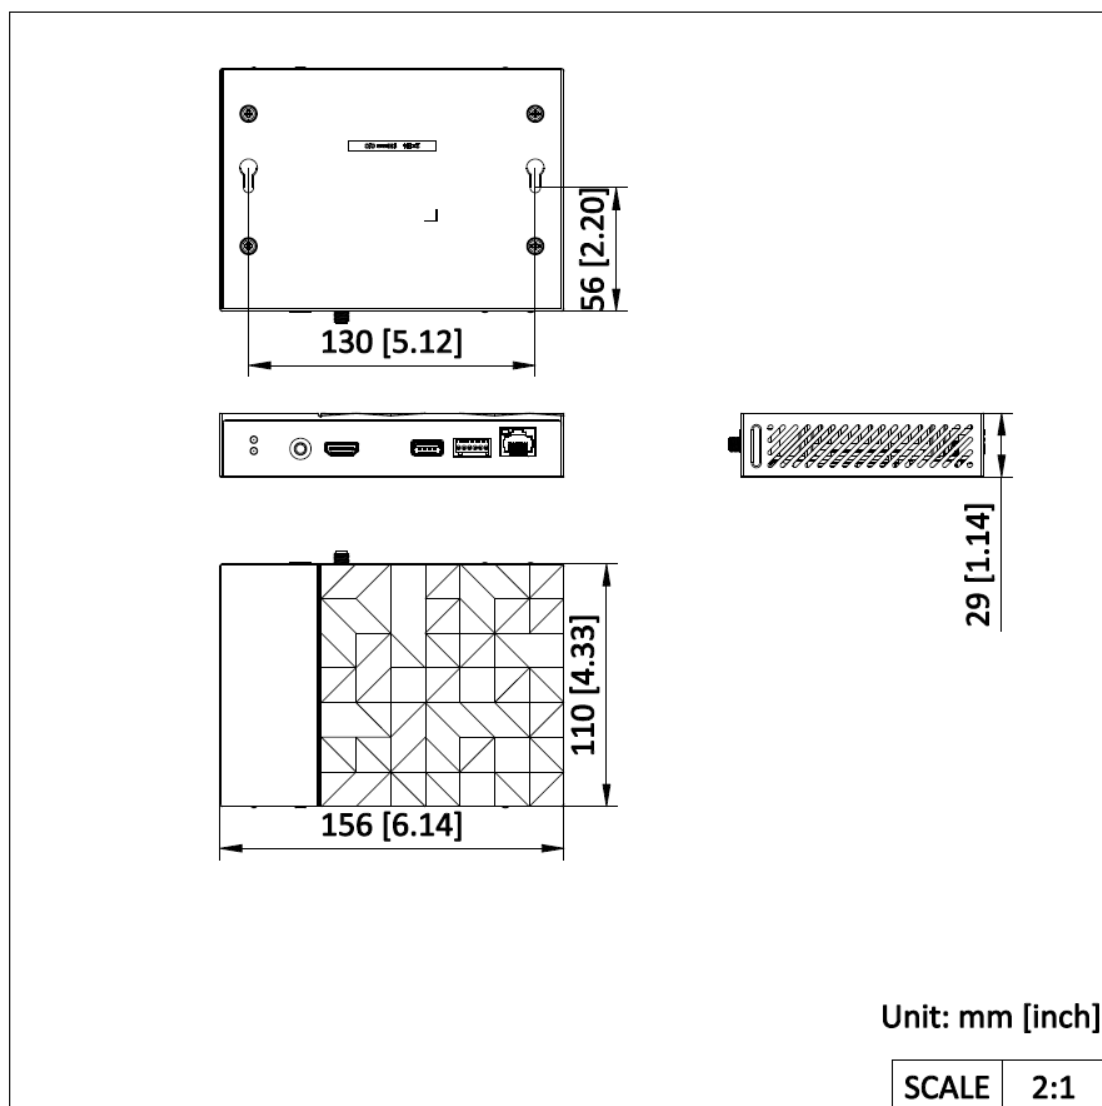 56 [2.20]
130 [5.12]
29 [1.14]
110 [4.33]
156 [6.14]
Unit: mm [inch]
SCALE 2:1